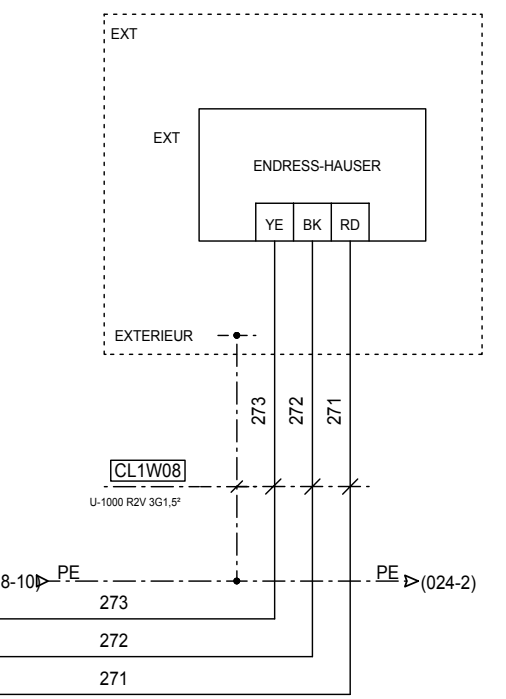 EXT
EXT
ENDRESS-HAUSER
YE BK RD
EXTERIEUR
273 272 271
CL1W08
U-1000 R2V 3G1,5²
8-10) PE PE (024-2)
273
272
271